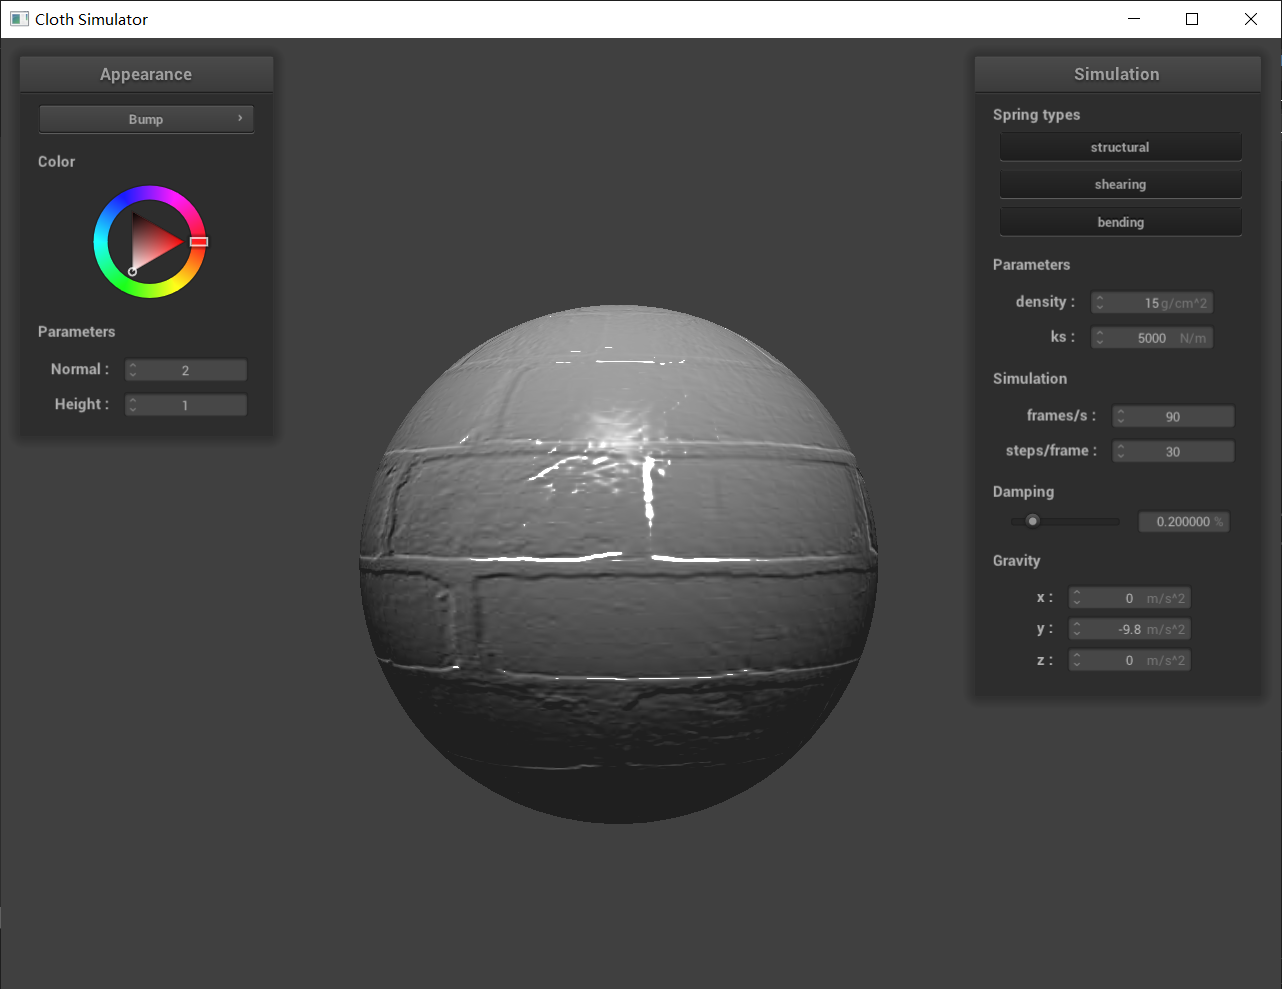 Cloth Simulator
Appearance
Bump
Color
Parameters
Normal : 2
Height : 1
Simulation
Spring types
structural
shearing
bending
Parameters
density : 15 g/cm^2
ks : 5000 N/m
Simulation
frames/s : 90
steps/frame : 30
Damping
0.200000 %
Gravity
x : 0 m/s^2
y : -9.8 m/s^2
z : 0 m/s^2